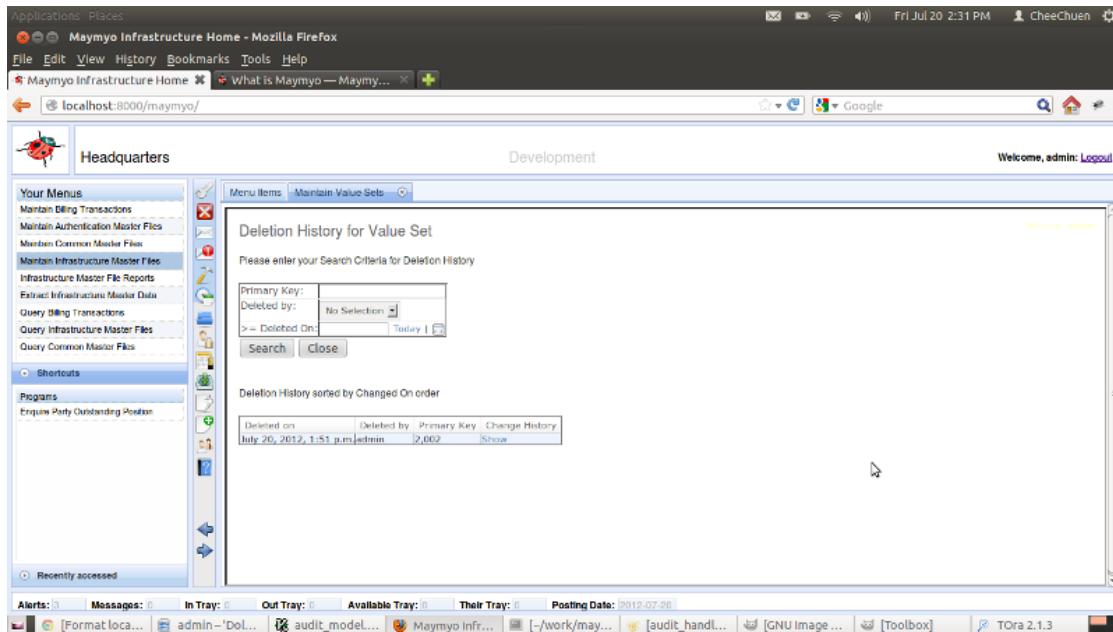 Applications Places Fri Jul 20 2:31 PM CheeChuen
Maymyo Infrastructure Home - Mozilla Firefox
File Edit View History Bookmarks Tools Help
Maymyo Infrastructure Home What is Maymyo — Maymy...
localhost:8000/maymyo/ Google
Headquarters Development Welcome, admin: Logout
Your Menus
Maintain Billing Transactions
Maintain Authentication Master Files
Maintain Common Master Files
Maintain Infrastructure Master Files
Infrastructure Master File Reports
Extract Infrastructure Master Data
Query Billing Transactions
Query Infrastructure Master Files
Query Common Master Files
Shortcuts
Programs
Enquire Party Outstanding Position
Recently accessed
Menu Items Maintain Value Sets
Deletion History for Value Set
Please enter your Search Criteria for Deletion History
Primary Key:
Deleted by: No Selection
>= Deleted On: Today |
Search Close
Deletion History sorted by Changed On order
Deleted on Deleted by Primary Key Change History
July 20, 2012, 1:51 p.m. admin 2,002 Show
Alerts: 3 Messages: 0 In Tray: 0 Out Tray: 0 Available Tray: 0 Their Tray: 0 Posting Date: 2012-07-20
[Format loca... admin – 'Dol... audit_model.... Maymyo Infr... [~/work/may... [audit_handl... [GNU Image ... [Toolbox] TOra 2.1.3